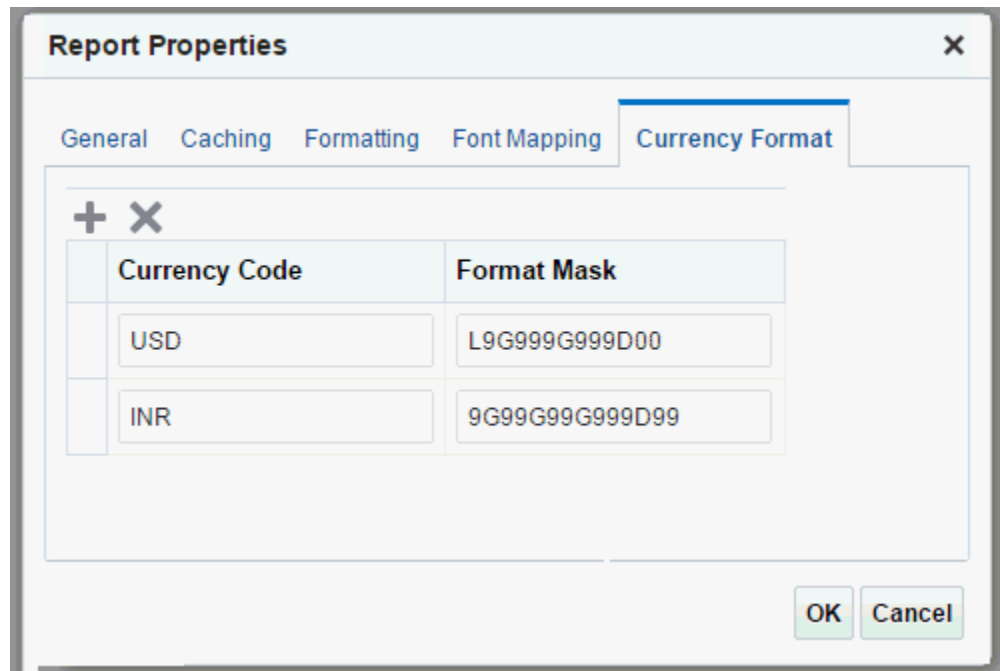 Report Properties
General Caching Formatting Font Mapping Currency Format
Currency Code Format Mask
USD L9G999G999D00
INR 9G99G99G999D99
OK Cancel